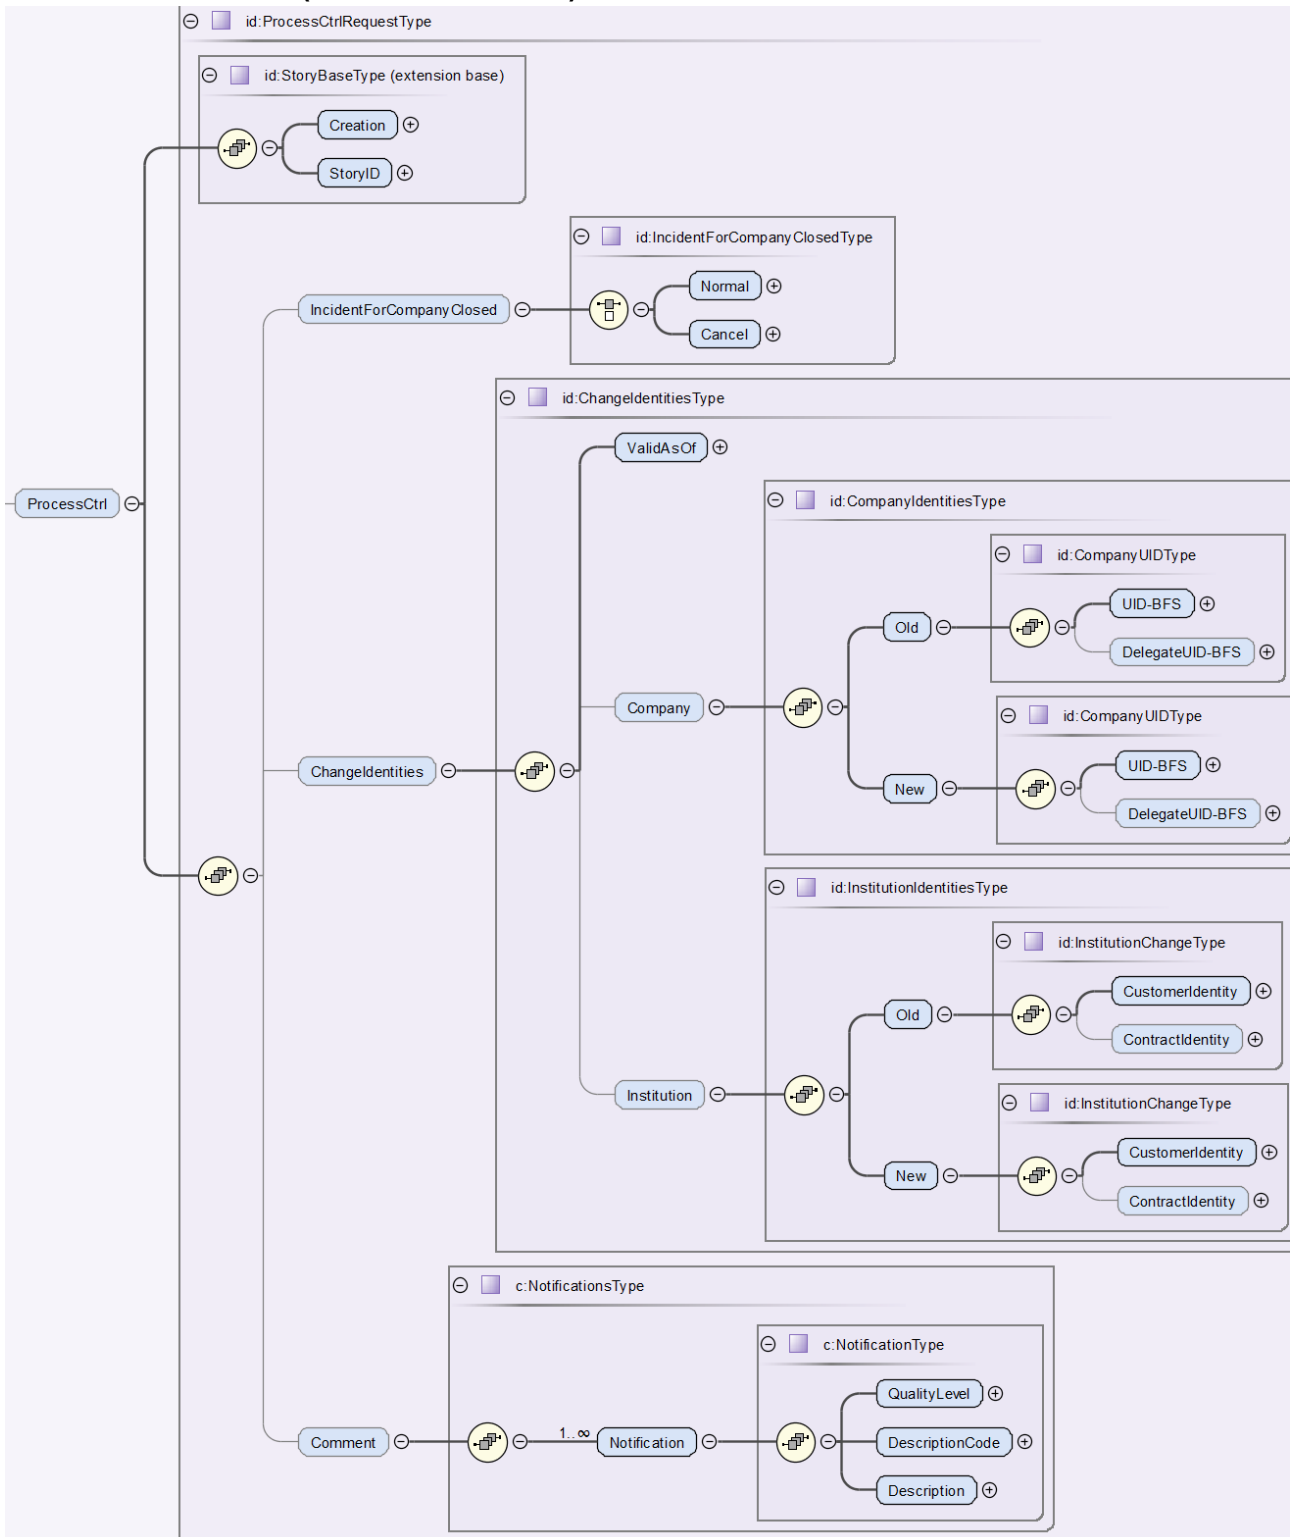 id:ProcessCtrlRequestType
id:StoryBaseType (extension base)
Creation
StoryID
id:IncidentForCompanyClosedType
Normal
IncidentForCompanyClosed
Cancel
id:ChangeIdentitiesType
ValidAsOf
ProcessCtrl
id:CompanyIdentitiesType
id:CompanyUIDType
UID-BFS
Old
DelegateUID-BFS
Company
id:CompanyUIDType
UID-BFS
ChangeIdentities
New
DelegateUID-BFS
id:InstitutionIdentitiesType
id:InstitutionChangeType
CustomerIdentity
Old
ContractIdentity
Institution
id:InstitutionChangeType
CustomerIdentity
New
ContractIdentity
c:NotificationsType
c:NotificationType
QualityLevel
Comment
1..∞
Notification
DescriptionCode
Description